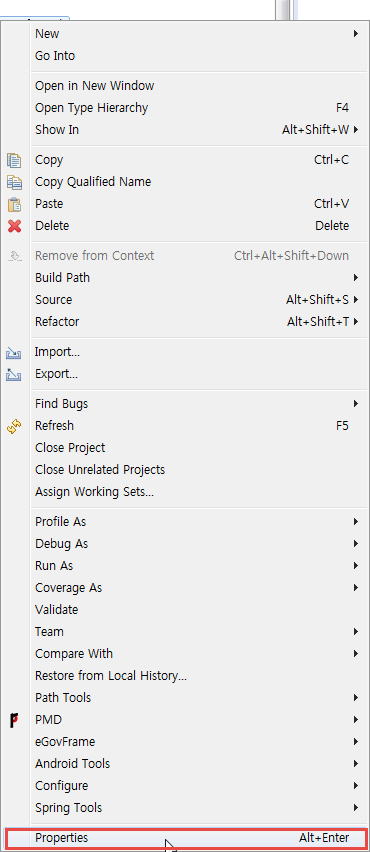 New
Go Into
Open in New Window
Open Type Hierarchy F4
Show In Alt+Shift+W
Copy Ctrl+C
Copy Qualified Name
Paste Ctrl+V
Delete Delete
Remove from Context Ctrl+Alt+Shift+Down
Build Path
Source Alt+Shift+S
Refactor Alt+Shift+T
Import...
Export...
Find Bugs
Refresh F5
Close Project
Close Unrelated Projects
Assign Working Sets...
Profile As
Debug As
Run As
Coverage As
Validate
Team
Compare With
Restore from Local History...
Path Tools
PMD
eGovFrame
Android Tools
Configure
Spring Tools
Properties Alt+Enter